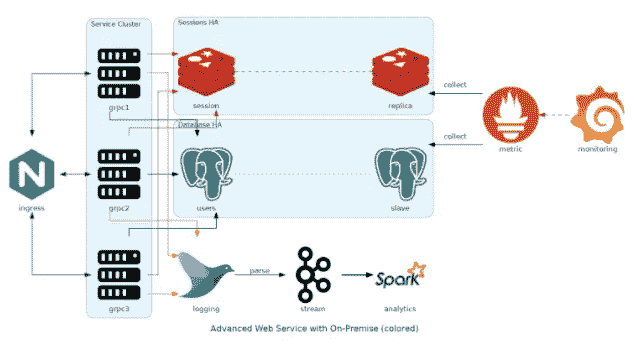 Service Cluster
Sessions HA
grpc1
session
replica
collect
Database HA
collect
metric
monitoring
N
ingress
grpc2
users
slave
parse
Spark
grpc3
logging
stream
analytics
Advanced Web Service with On-Premise (colored)